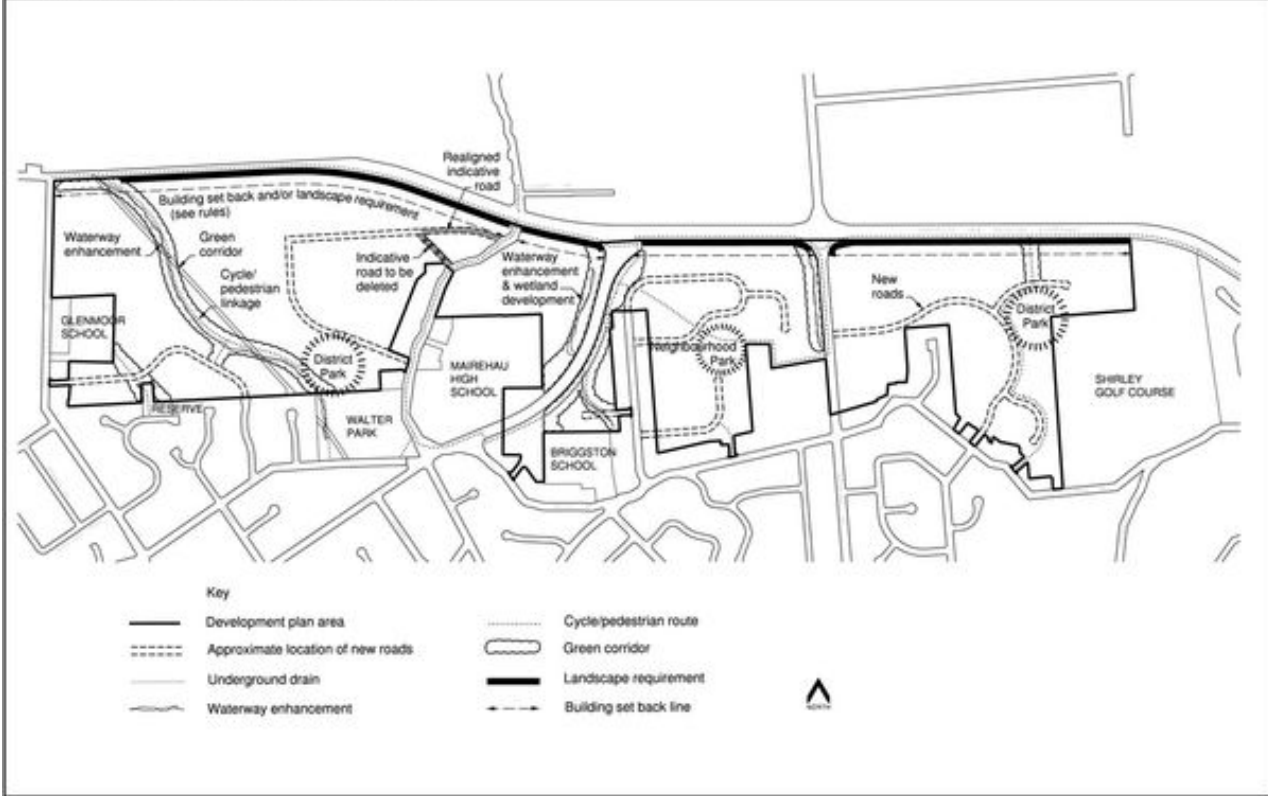 Realigned
indicative
road
Building set back and/or landscape requirement
(see rules)
Waterway
enhancement
Green
corridor
Cycle/
pedestrian
linkage
Indicative
road to be
deleted
Waterway
enhancement
& wetland
development
New
roads
GLENMOOR
SCHOOL
District
Park
MAIREHAU
HIGH
SCHOOL
Neighbourhood
Park
District
Park
SHIRLEY
GOLF COURSE
RESERVE
WALTER
PARK
BRIGGSTON
SCHOOL
Key
Development plan area
Approximate location of new roads
Underground drain
Waterway enhancement
Cycle/pedestrian route
Green corridor
Landscape requirement
Building set back line
NORTH